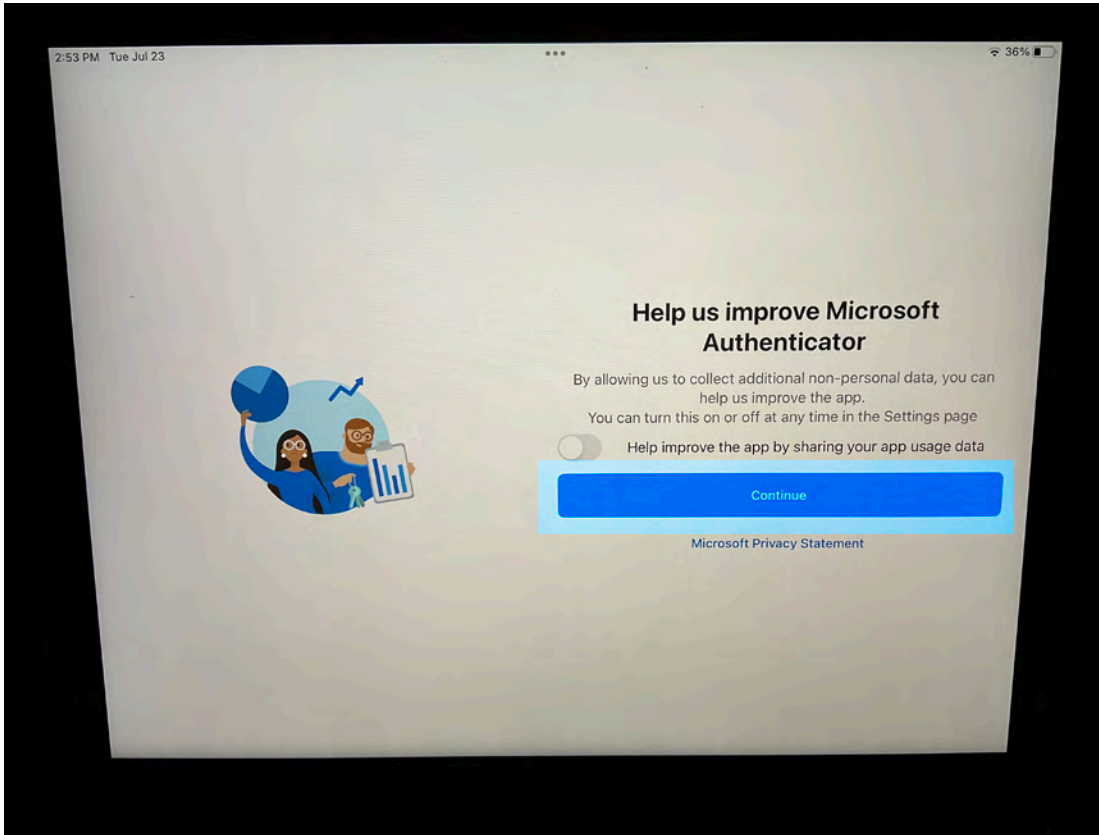 2:53 PM Tue Jul 23
36%
Help us improve Microsoft
Authenticator
By allowing us to collect additional non-personal data, you can
help us improve the app.
You can turn this on or off at any time in the Settings page
Help improve the app by sharing your app usage data
Continue
Microsoft Privacy Statement